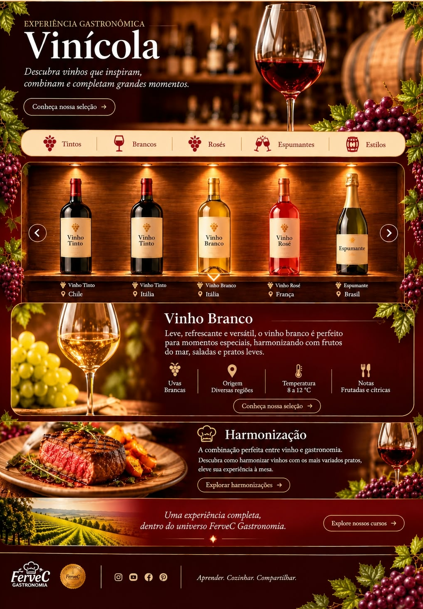 EXPERIÊNCIA GASTRONÔMICA
Vinícola
Descubra vinhos que inspiram,
combinam e completam grandes momentos.
Conheça nossa seleção →
Tintos
Brancos
Rosés
Espumantes
Estilos
Vinho
Tinto
Vinho
Tinto
Vinho
Branco
Vinho
Rosé
Espumante
Vinho Tinto
Chile
Vinho Tinto
Itália
Vinho Branco
Itália
Vinho Rosé
França
Espumante
Brasil
Vinho Branco
Leve, refrescante e versátil, o vinho branco é perfeito
para momentos especiais, harmonizando com frutos
do mar, saladas e pratos leves.
Uvas
Brancas
Origem
Diversas regiões
Temperatura
8 a 12 °C
Notas
Frutadas e cítricas
Conheça nossa seleção →
Harmonização
A combinação perfeita entre vinho e gastronomia.
Descubra como harmonizar vinhos com os mais variados pratos,
eleve sua experiência à mesa.
Explorar harmonizações →
Uma experiência completa,
dentro do universo FerveC Gastronomia.
Explore nossos cursos →
FerveC
GASTRONOMIA
Aprender. Cozinhar. Compartilhar.